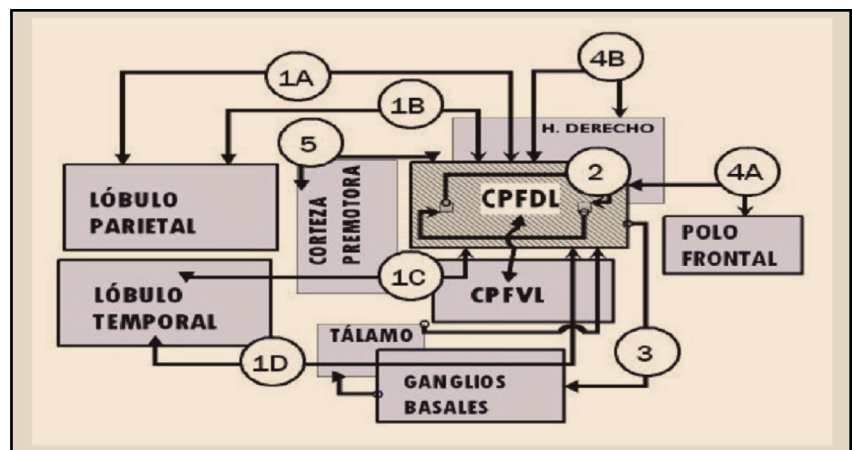 1A
4B
1B
H. DERECHO
5
2
4A
LÓBULO
PARIETAL
CORTEZA
PREMOTORA
CPFDL
POLO
FRONTAL
1C
LÓBULO
TEMPORAL
CPFVL
TÁLAMO
1D
3
GANGLIOS
BASALES